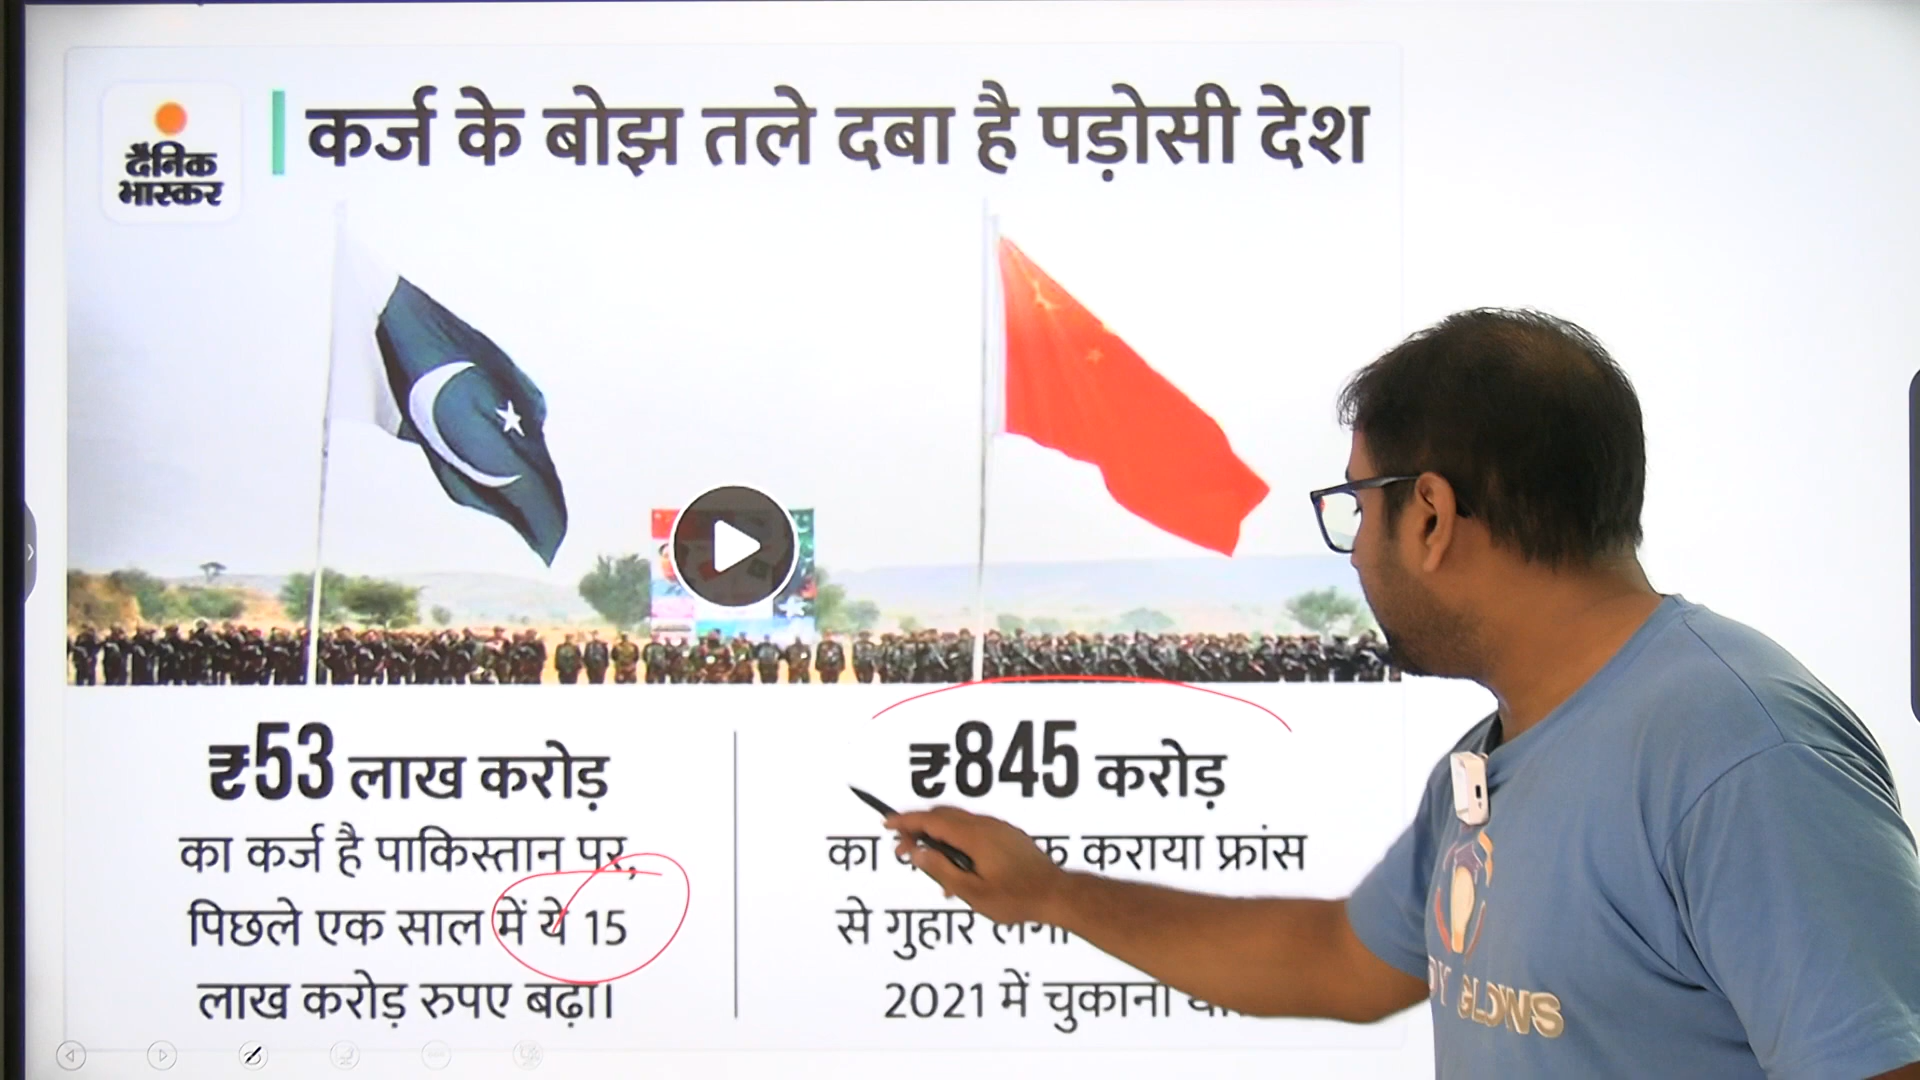 दैनिक
भास्कर
कर्ज के बोझ तले दबा है पड़ोसी देश
₹53 लाख करोड़
का कर्ज है पाकिस्तान पर,
पिछले एक साल में ये 15
लाख करोड़ रुपए बढ़ा।
₹845 करोड़
का कराया फ्रांस
से गुहार
2021 में चुकाना
GLOWS